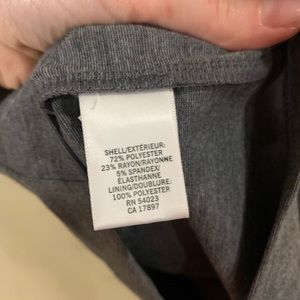 SHELL/EXTÉRIEUR:
72% POLYESTER
23% RAYON/RAYONNE
5% SPANDEX/
ÉLASTHANNE
LINING/DOUBLURE:
100% POLYESTER
RN 54023
CA 17897